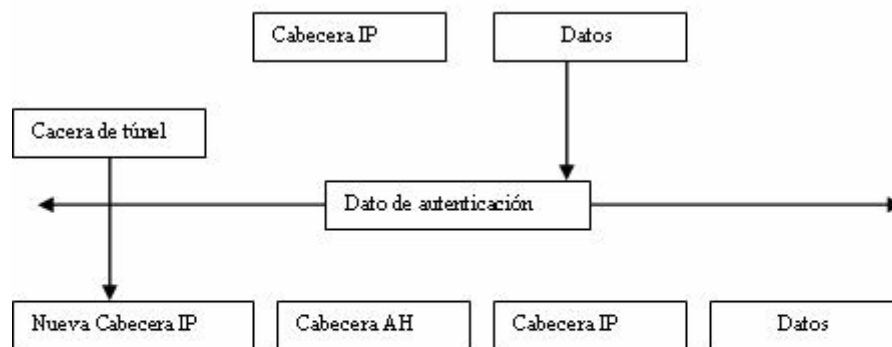 Cabecera IP
Datos
Cacera de túnel
Dato de autenticación
Nueva Cabecera IP
Cabecera AH
Cabecera IP
Datos